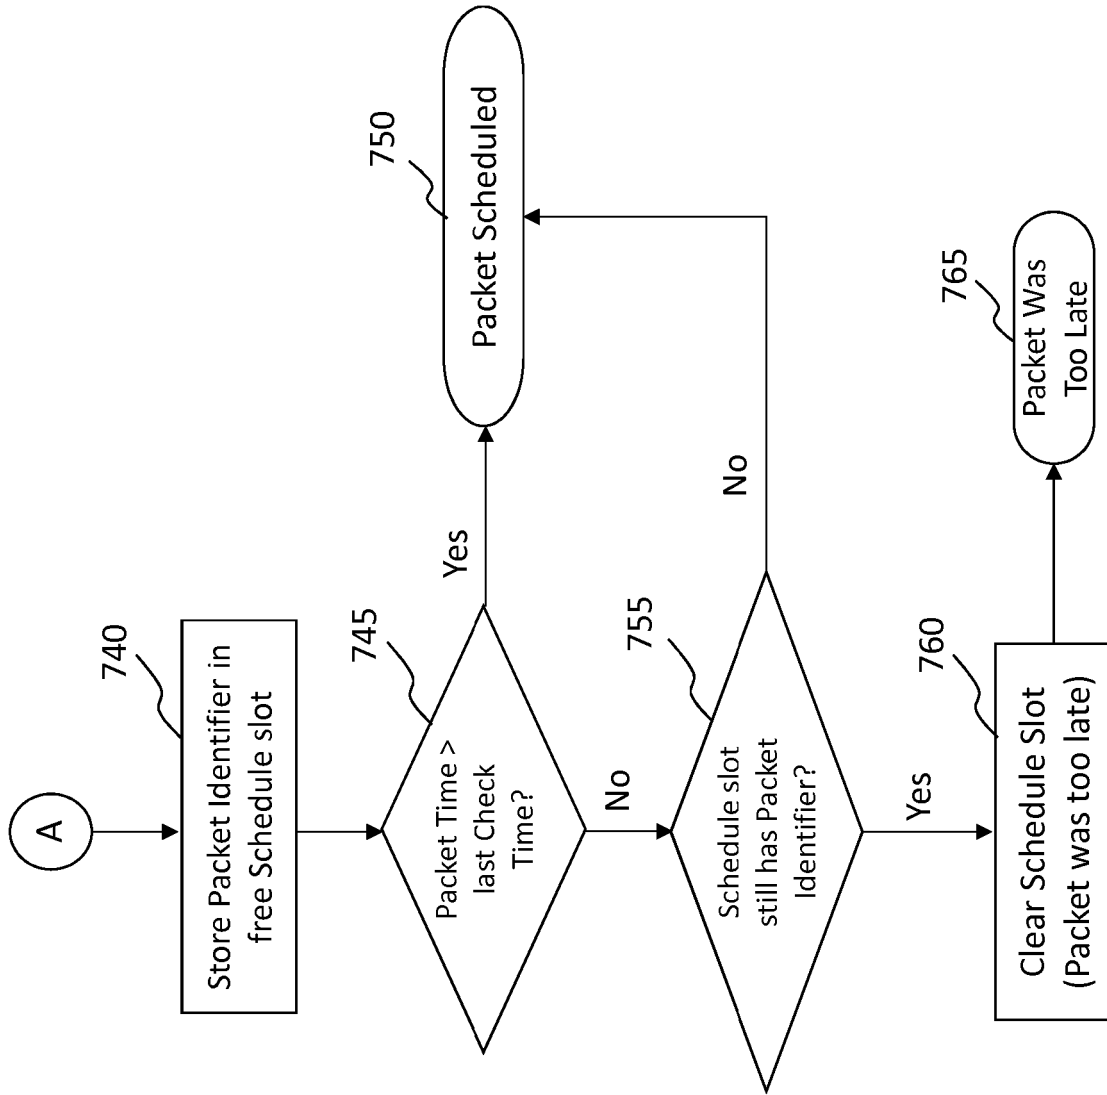 A
740
Store Packet Identifier in
free Schedule slot
745
Packet Time >
last Check
Time?
Yes
750
Packet Scheduled
No
755
Schedule slot
still has Packet
Identifier?
No
Yes
760
Clear Schedule Slot
(Packet was too late)
765
Packet Was
Too Late